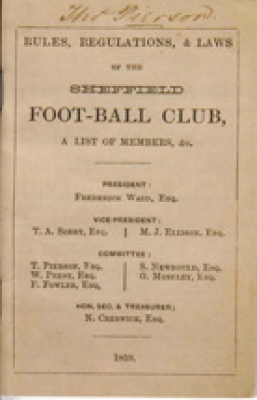 Tho? Pierson.
RULES, REGULATIONS, & LAWS
OF THE
SHEFFIELD
FOOT-BALL CLUB,
A LIST OF MEMBERS, &c.
PRESIDENT:
FREDERICK WARD, ESQ.
VICE-PRESIDENT:
T. A. SORBY, ESQ. M. J. ELLISON, ESQ.
COMMITTEE:
T. PIERSON, ESQ. S. NEWBOULD, ESQ.
W. PREST, ESQ. G. MOSELEY, ESQ.
F. FOWLER, ESQ.
HON. SEC. & TREASURER;
N. CRESWICK, ESQ.
1859.